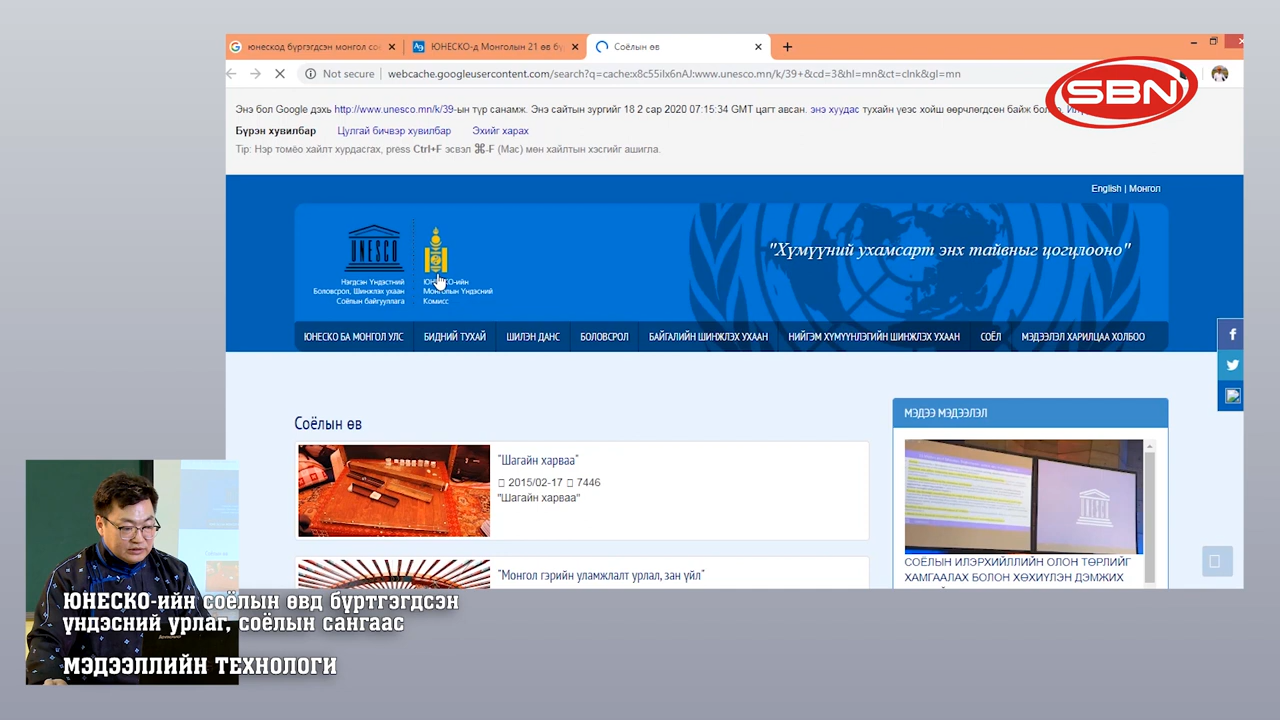 юнескод бүргэгдсэн монгол со
ЮНЕСКО-д Монголын 21 өв бү
Соёлын өв
Not secure
webcache.googleusercontent.com/search?q=cache:x8c55iIx6nAJ:www.unesco.mn/k/39+&cd=3&hl=mn&ct=clnk&gl=mn
SBN
Энэ бол Google дэхь http://www.unesco.mn/k/39-ын түр санамж. Энэ сайтын зургийг 18.2 сар 2020 07:15:34 GMT цагт авсан. энэ хуудас тухайн үеэс хойш өөрчлөгдсөн байж
Бүрэн хувилбар Цулгай бичвэр хувилбар Эхийг харах
Tip: Нэр томёо хайлт хурдасгах, press Ctrl+F эсвэл ⌘-F (Mac) мөн хайлтын хэсгийг ашигла.
English | Монгол
"Хүмүүний ухамсарт энх тайвныг цогцлооно"
UNESCO
Нэгдсэн Үндэстний
Боловсрол, Шинжлэх ухаан
Соёлын байгууллага
ЮНЕСКО-ийн
Монголын Үндэсний
Комисс
ЮНЕСКО БА МОНГОЛ УЛС БИДНИЙ ТУХАЙ ШИЛЭН ДАНС БОЛОВСРОЛ БАЙГАЛИЙН ШИНЖЛЭХ УХААН НИЙГЭМ ХҮМҮҮНЛЭГИЙН ШИНЖЛЭХ УХААН СОЁЛ МЭДЭЭЛЭЛ ХАРИЛЦАА ХОЛБОО
Соёлын өв
"Шагайн харваа"
2015/02-17 7446
"Шагайн харваа"
"Монгол гэрийн уламжлалт урлал, зан үйл"
МЭДЭЭ МЭДЭЭЛЭЛ
СОЁЛЫН ИЛЭРХИЙЛЛИЙН ОЛОН ТӨРЛИЙГ
ХАМГААЛАХ БОЛОН ХӨХИҮЛЭН ДЭМЖИХ
ЮНЕСКО-ийн соёлын өвд бүртгэгдсэн
үндэсний урлаг, соёлын сангаас
МЭДЭЭЛЛИЙН ТЕХНОЛОГИ